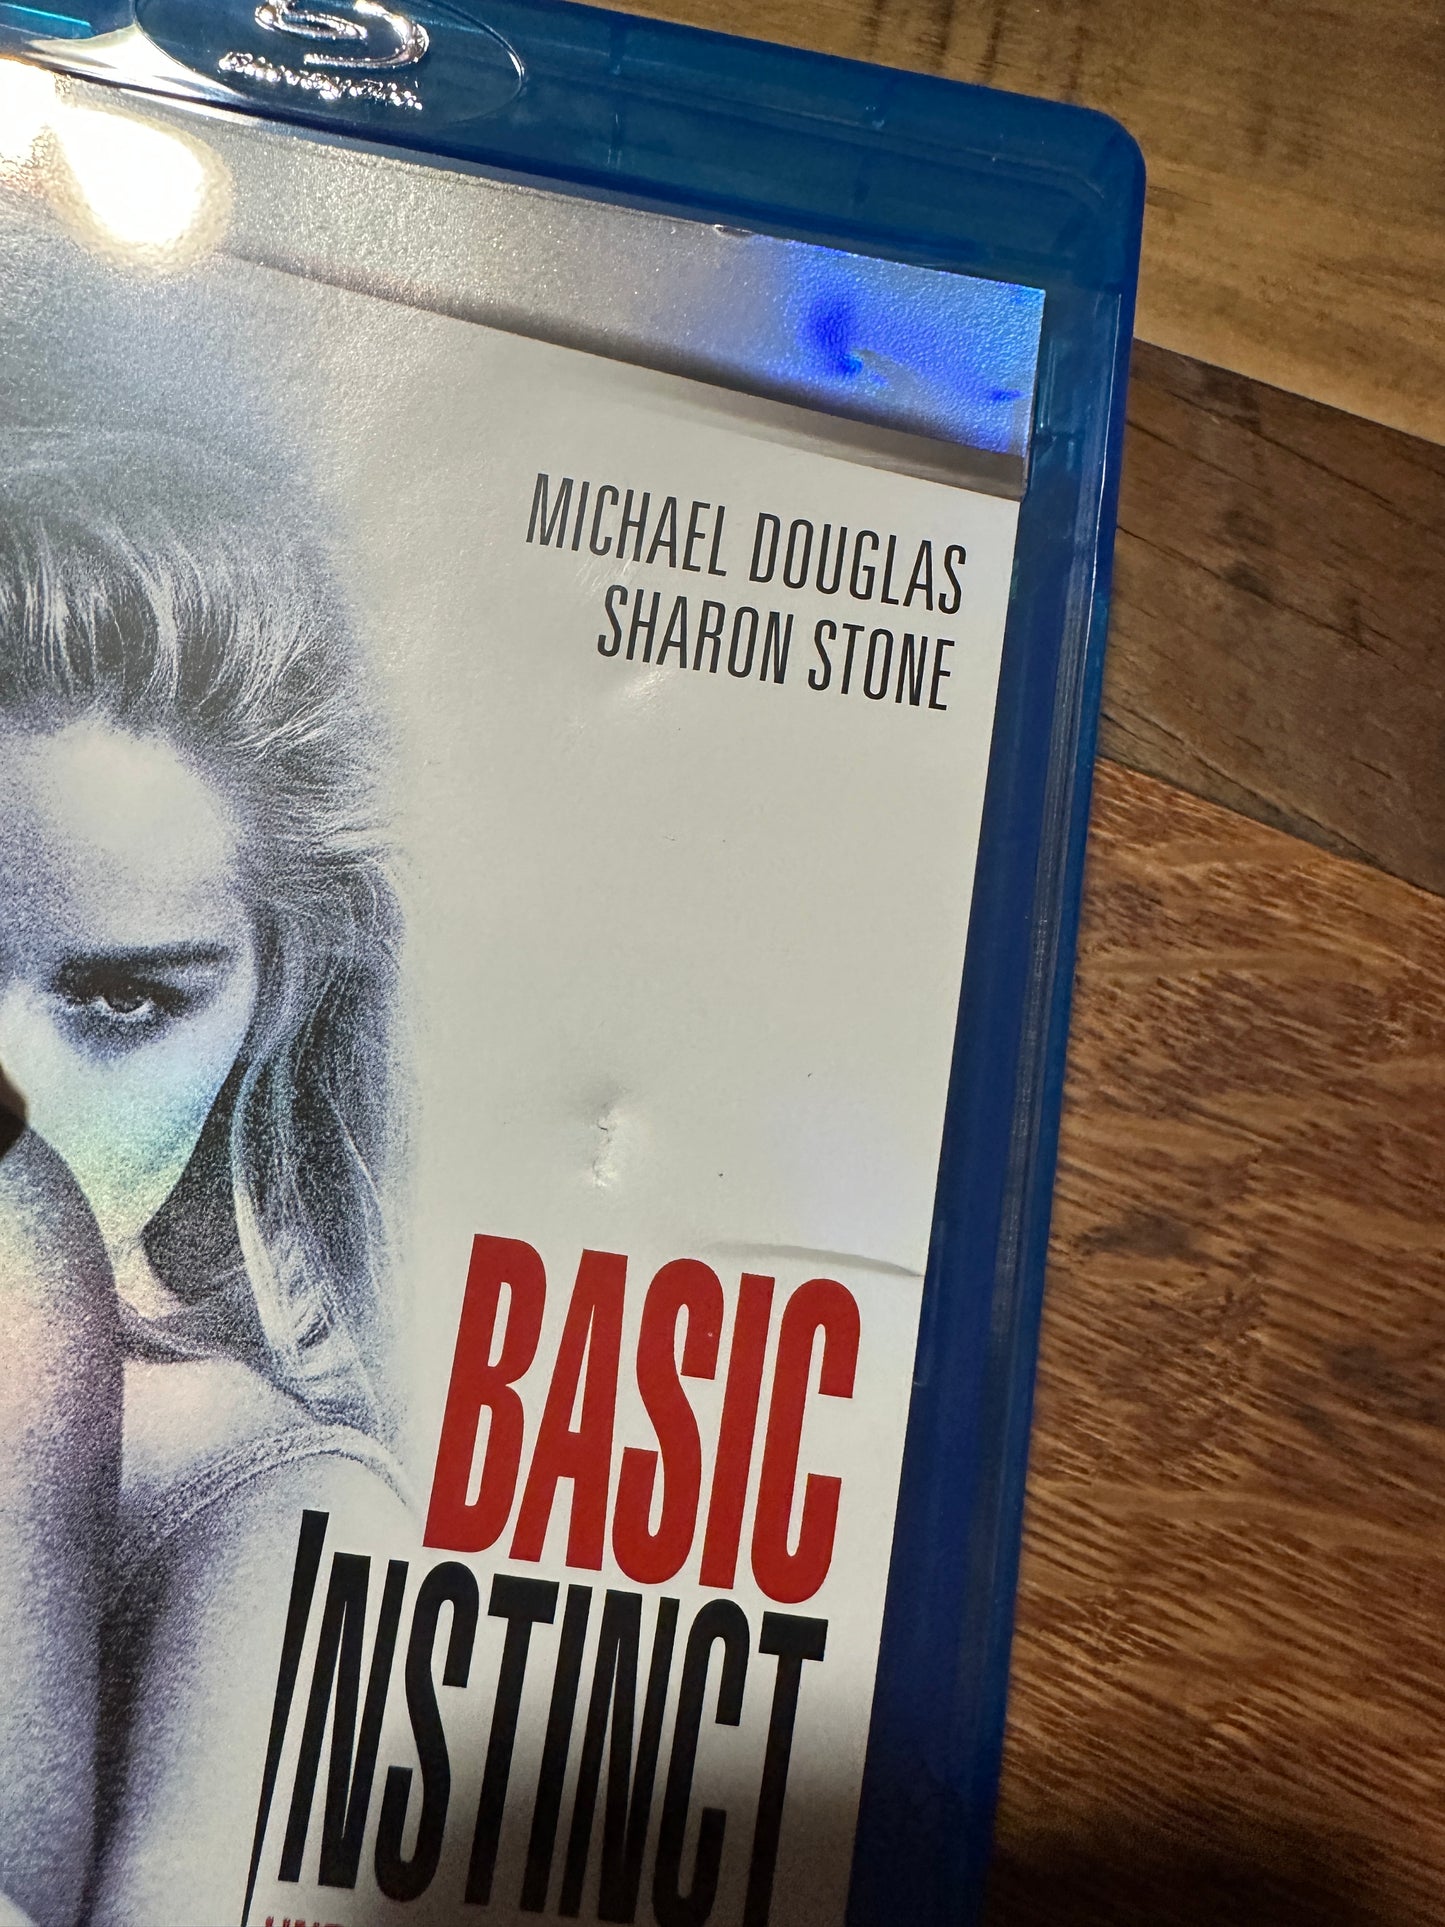 MICHAEL DOUGLAS
SHARON STONE
BASIC
INSTINCT